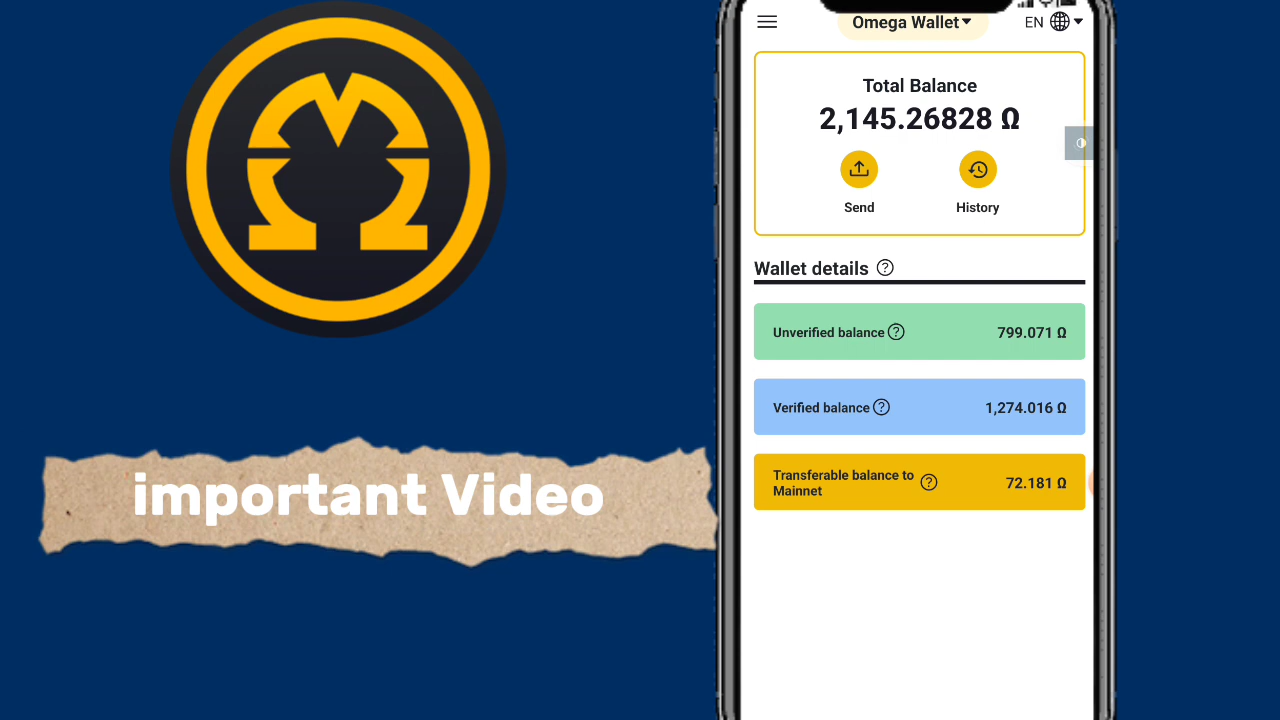 Omega Wallet
EN
Total Balance
2,145.26828 Ω
Send
History
Wallet details
Unverified balance
799.071 Ω
Verified balance
1,274.016 Ω
Transferable balance to
Mainnet
72.181 Ω
important Video